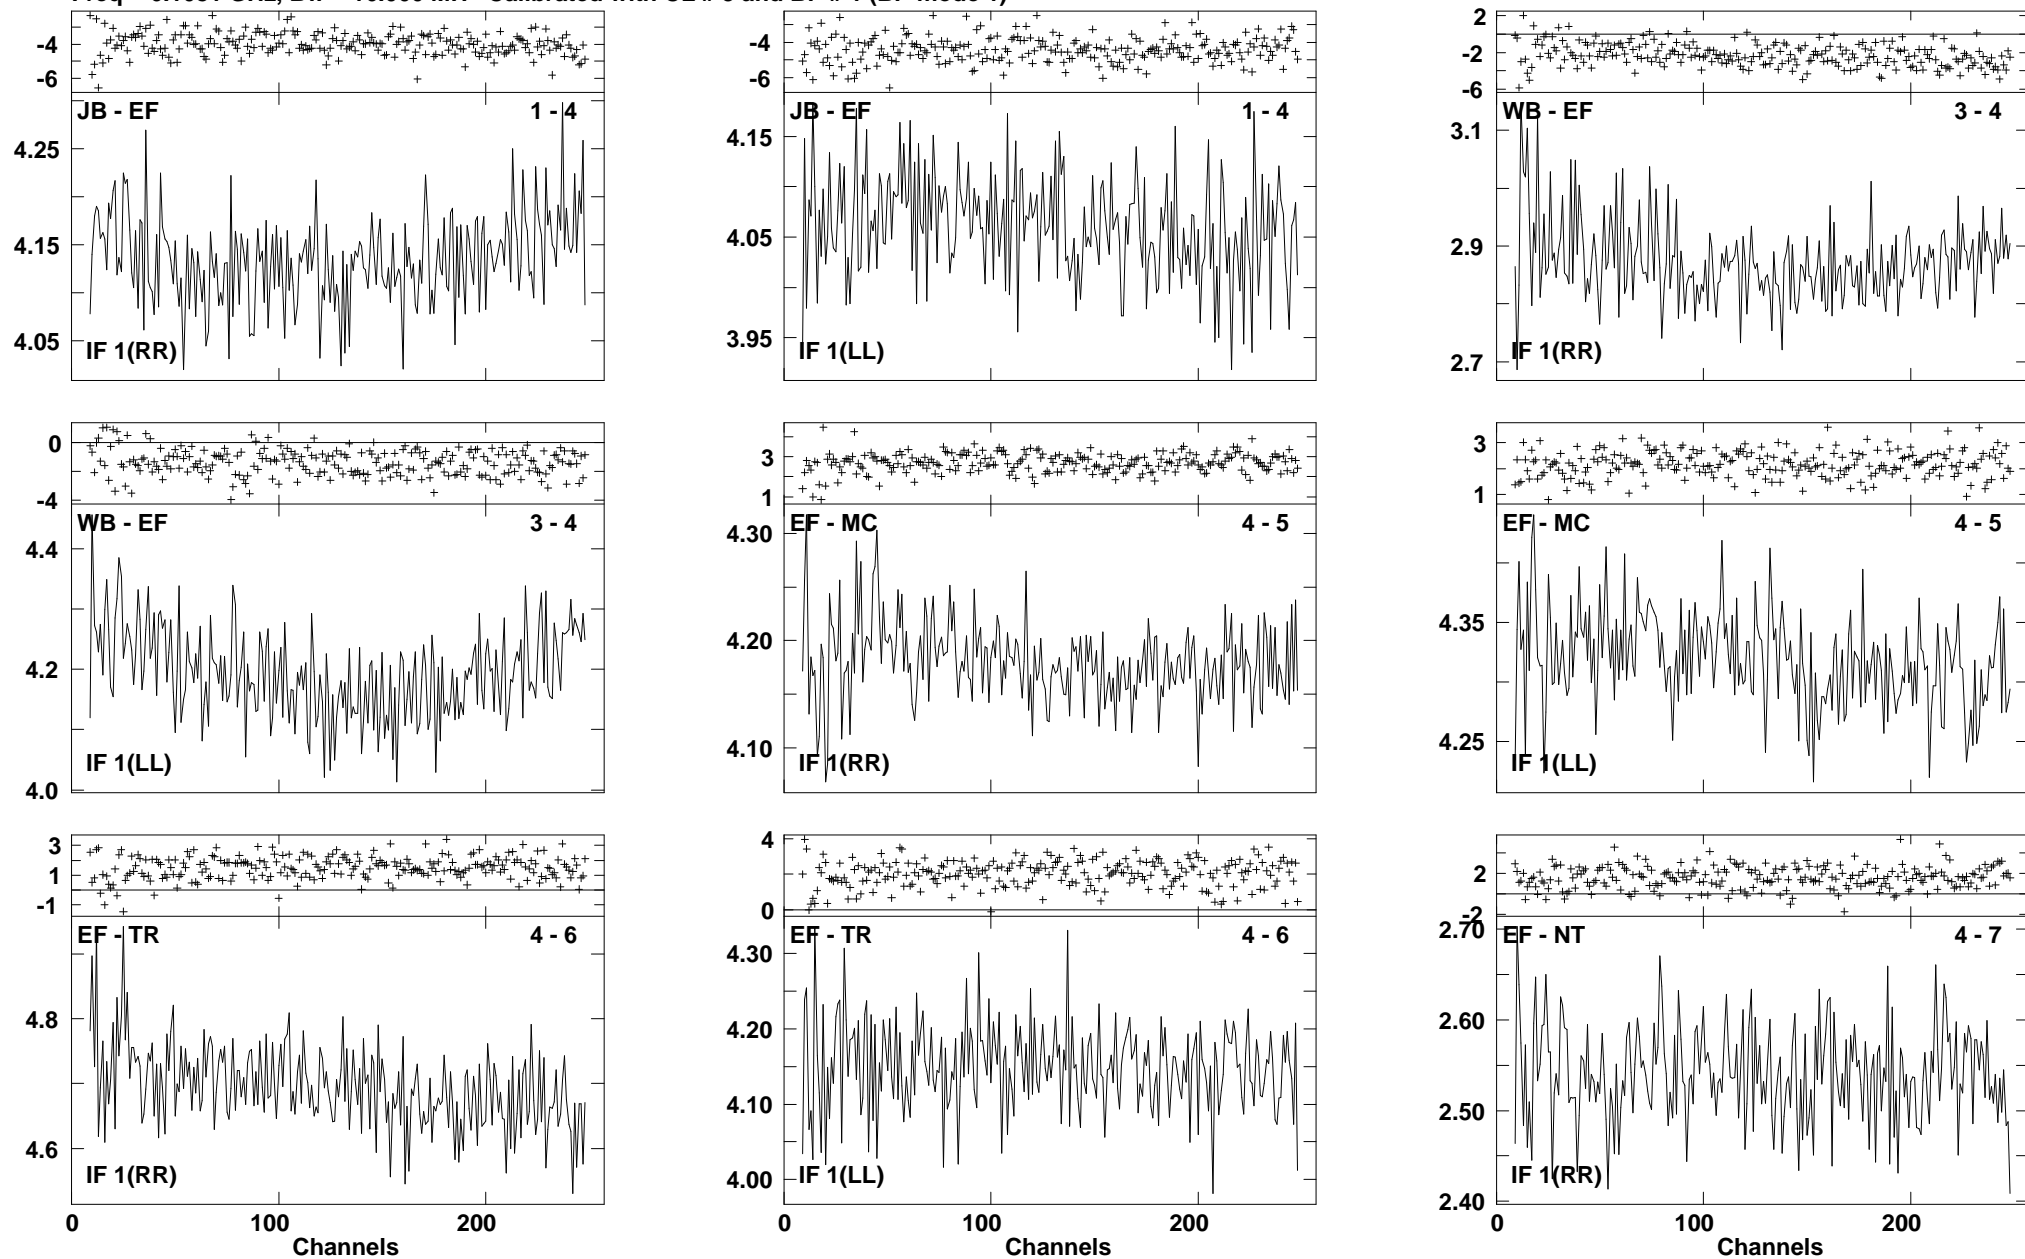 -4
-6
JB - EF 1 - 4
4.25
4.15
4.05
IF 1(RR)
-4
-6
JB - EF 1 - 4
4.15
4.05
3.95
IF 1(LL)
2
-2
-6
WB - EF 3 - 4
3.1
2.9
2.7
IF 1(RR)
0
-4
WB - EF 3 - 4
4.4
4.2
4.0
IF 1(LL)
3
1
EF - MC 4 - 5
4.30
4.20
4.10
IF 1(RR)
3
1
EF - MC 4 - 5
4.35
4.25
IF 1(LL)
3
1
-1
EF - TR 4 - 6
4.8
4.6
IF 1(RR)
0 100 200
Channels
4
2
0
EF - TR 4 - 6
4.30
4.20
4.10
4.00
IF 1(LL)
0 100 200
Channels
2
-2
EF - NT 4 - 7
2.70
2.60
2.50
2.40
IF 1(RR)
0 100 200
Channels